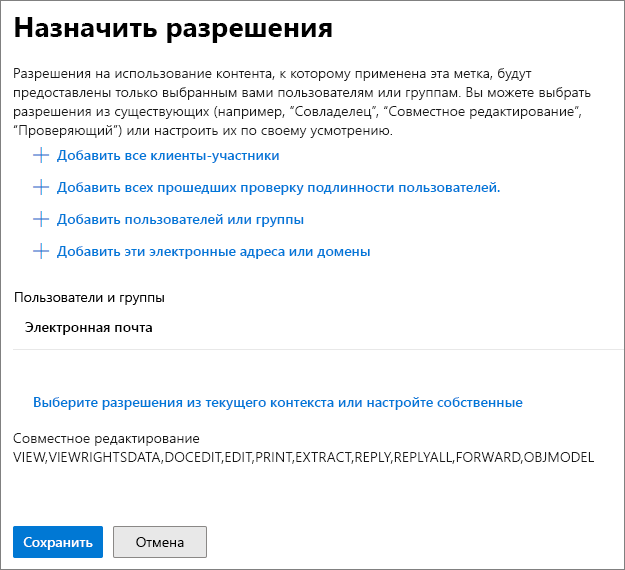 Назначить разрешения
Разрешения на использование контента, к которому применена эта метка, будут
предоставлены только выбранным вами пользователям или группам. Вы можете выбрать
разрешения из существующих (например, "Совладелец", "Совместное редактирование",
"Проверяющий") или настроить их по своему усмотрению.
Добавить все клиенты-участники
Добавить всех прошедших проверку подлинности пользователей.
Добавить пользователей или группы
Добавить эти электронные адреса или домены
Пользователи и группы
Электронная почта
Выберите разрешения из текущего контекста или настройте собственные
Совместное редактирование
VIEW,VIEWRIGHTSDATA,DOCEDIT,EDIT,PRINT,EXTRACT,REPLY,REPLYALL,FORWARD,OBJMODEL
Сохранить Отмена